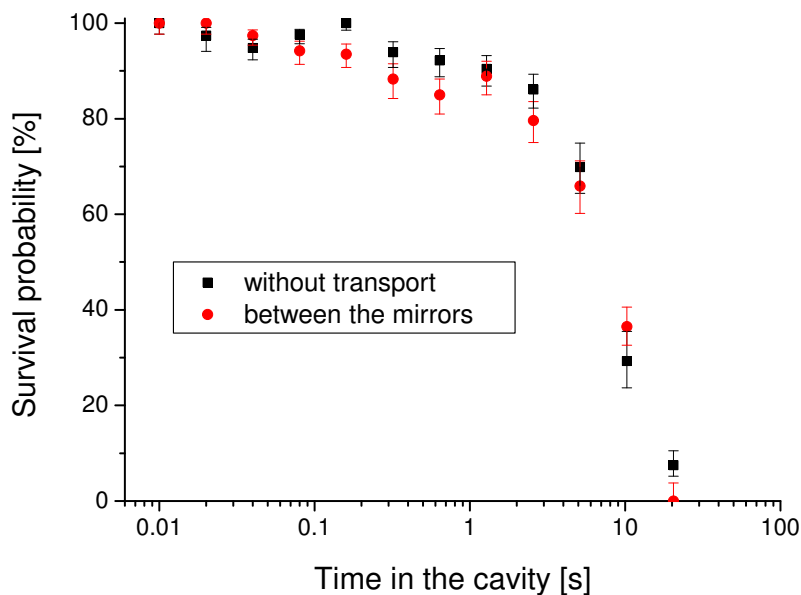 Survival probability [%]
100
80
60
40
20
0
without transport
between the mirrors
0.01 0.1 1 10 100
Time in the cavity [s]